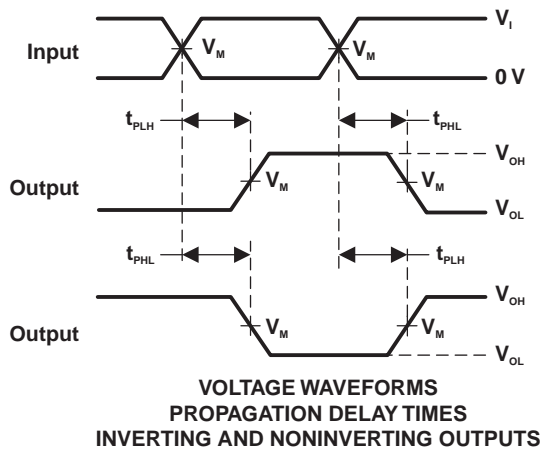 V_I
Input
V_M
V_M
0 V
t_PLH
t_PHL
V_OH
Output
V_M
V_M
V_OL
t_PHL
t_PLH
V_OH
Output
V_M
V_M
V_OL
VOLTAGE WAVEFORMS
PROPAGATION DELAY TIMES
INVERTING AND NONINVERTING OUTPUTS